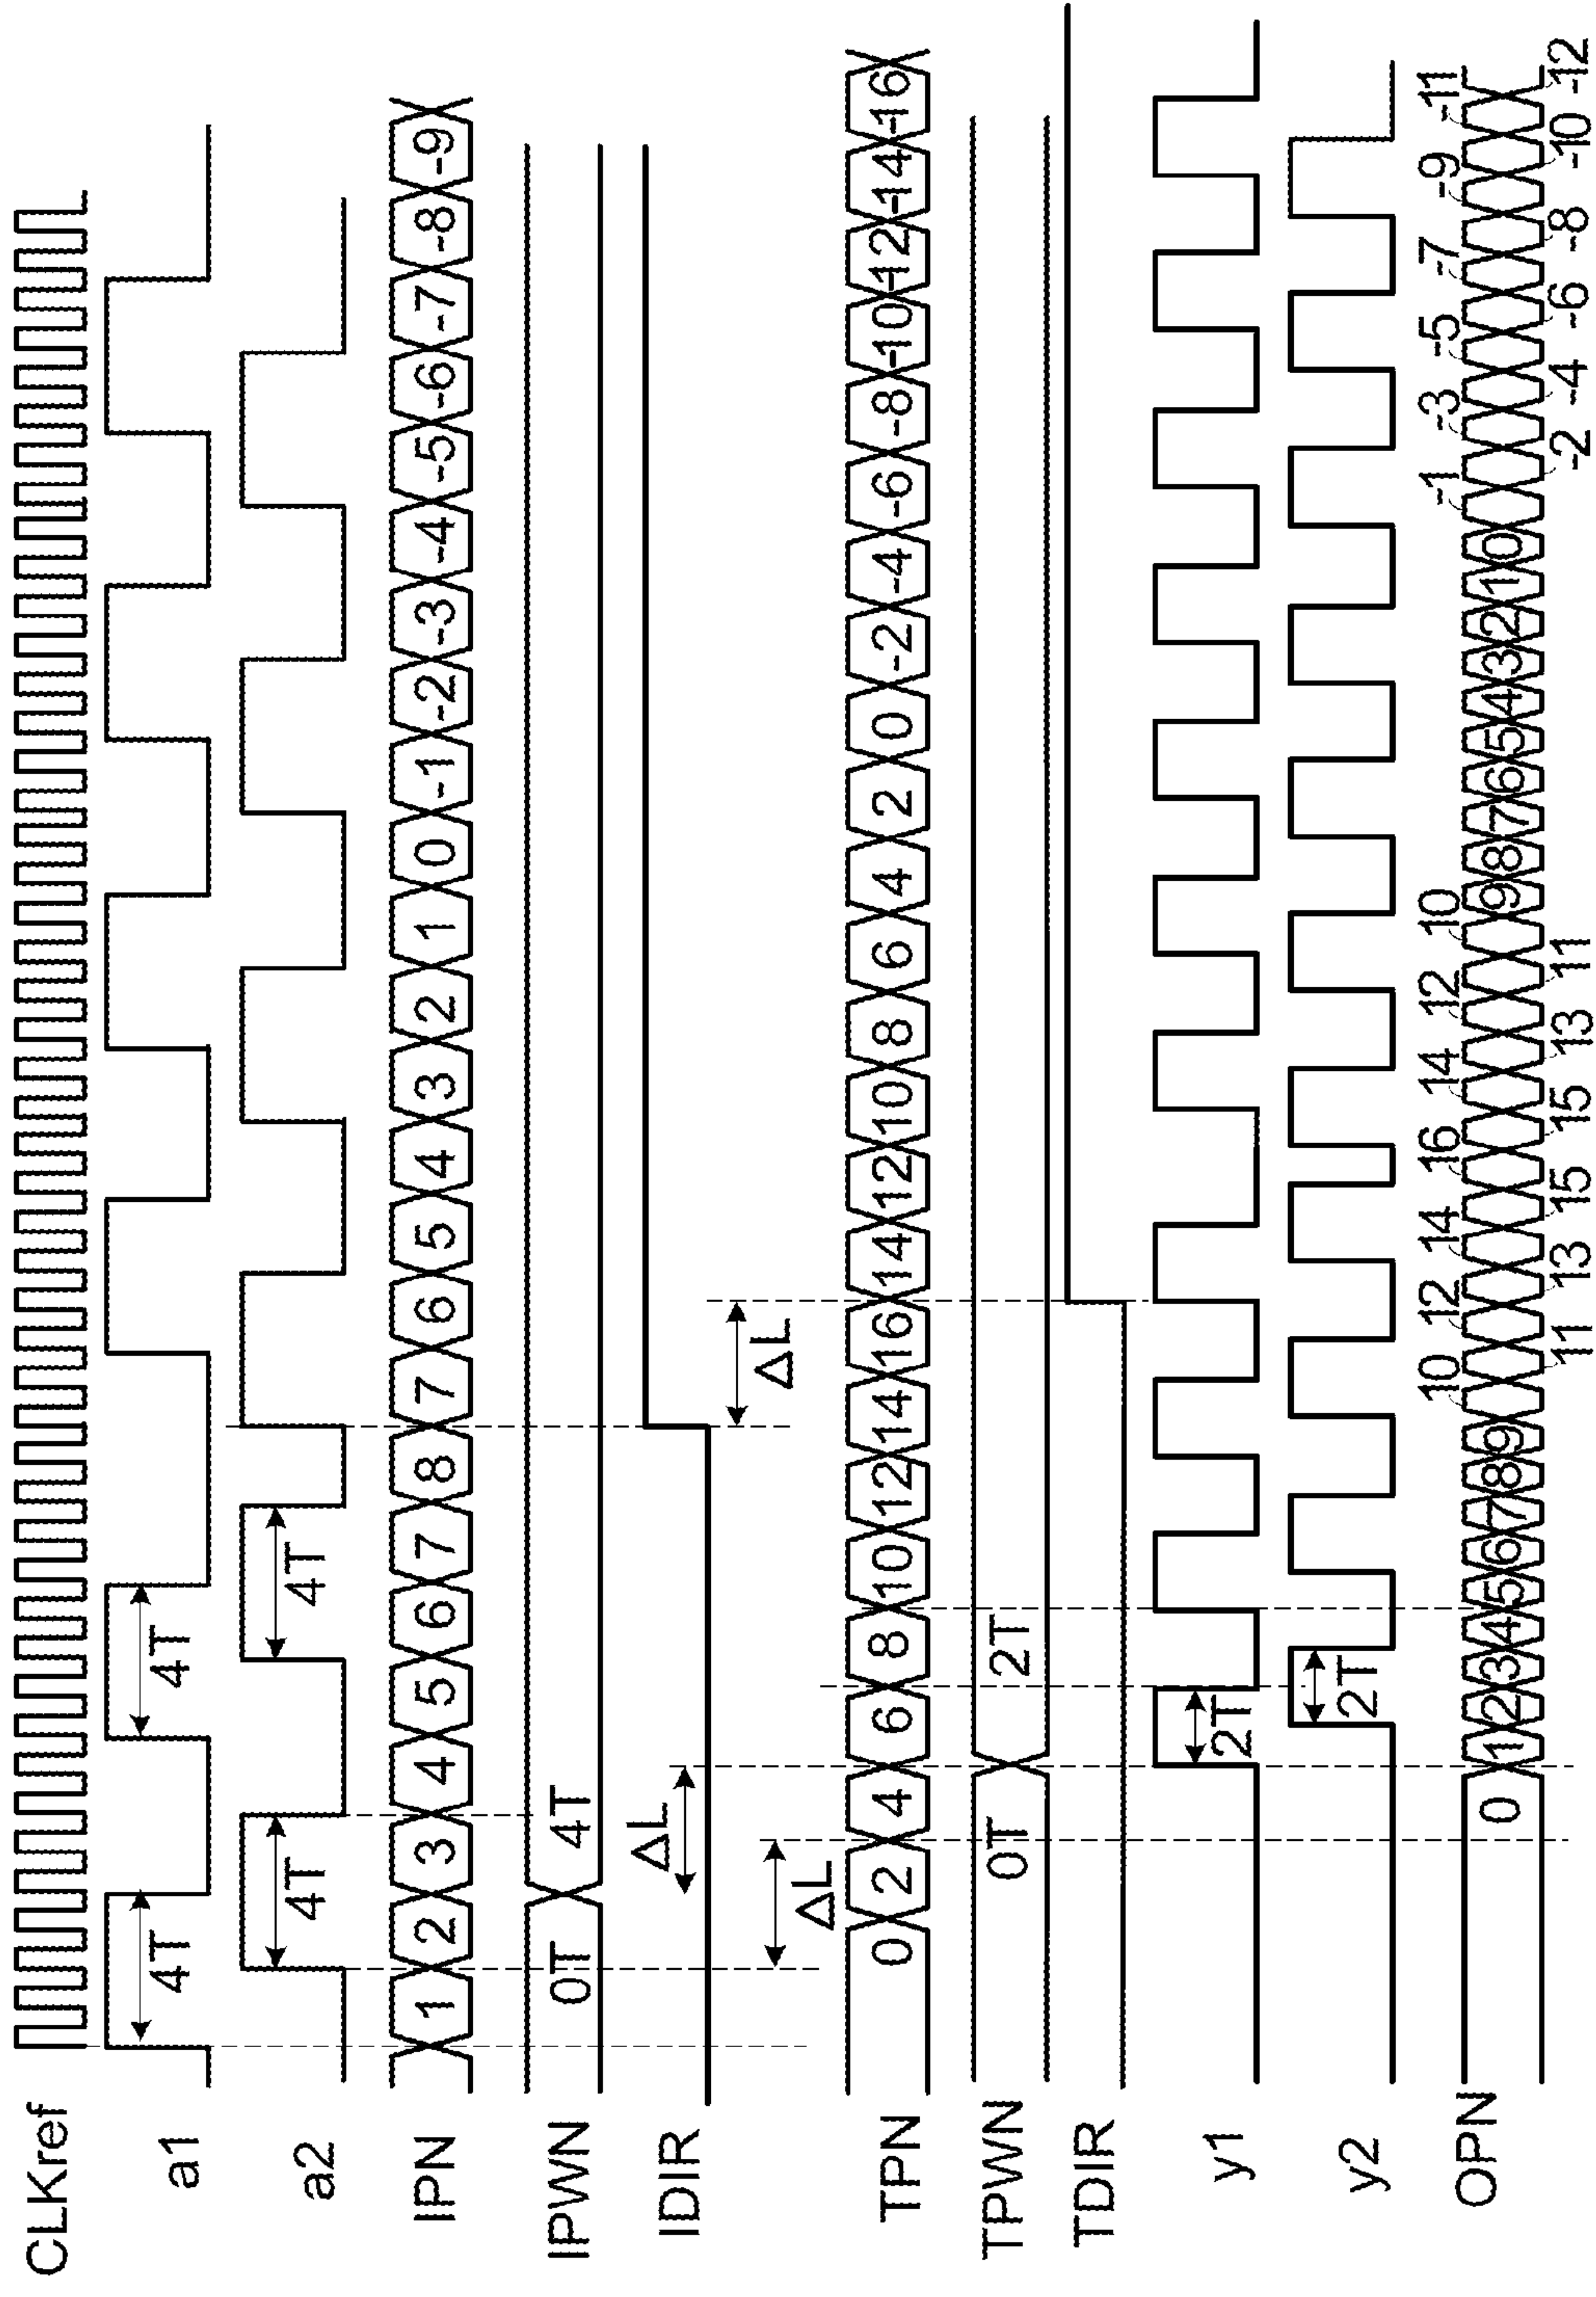 CLKref
a1 4T 4T
a2 4T 4T
IPN 1 2 3 4 5 6 7 8 7 6 5 4 3 2 1 0 -1 -2 -3 -4 -5 -6 -7 -8 -9
IPWN 0T 4T
IDIR ΔL
ΔL ΔL
TPN 0 2 4 6 8 10 12 14 16 14 12 10 8 6 4 2 0 -2 -4 -6 -8 -10 -12 -14 -16
TPWN 0T 2T
TDIR
y1 2T
y2 2T
10 12 14 16 14 12 10 -1 -3 -5 -7 -9 -11
OPN 0 1 2 3 4 5 6 7 8 9 9 8 7 6 5 4 3 2 1 0
11 13 15 15 13 11 -2 -4 -6 -8 -10 -12